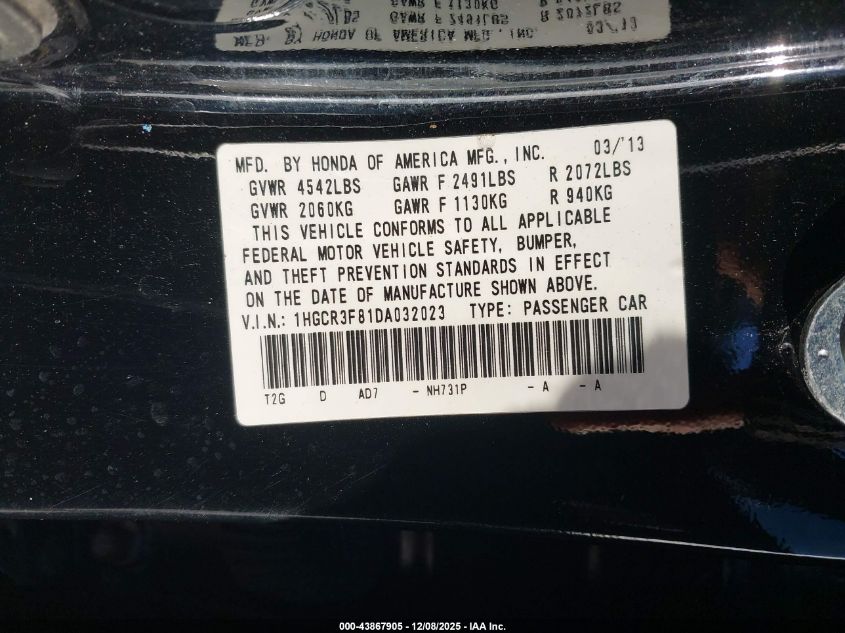 MFD. BY HONDA OF AMERICA MFG., INC. 03/'13
GVWR 4542LBS GAWR F 2491LBS R 2072LBS
GVWR 2060KG GAWR F 1130KG R 940KG
THIS VEHICLE CONFORMS TO ALL APPLICABLE
FEDERAL MOTOR VEHICLE SAFETY, BUMPER,
AND THEFT PREVENTION STANDARDS IN EFFECT
ON THE DATE OF MANUFACTURE SHOWN ABOVE.
V.I.N.: 1HGCR3F81DA032023 TYPE: PASSENGER CAR
T2G D AD7 - NH731P - A - A
000-43867905 - 12/08/2025 - IAA Inc.